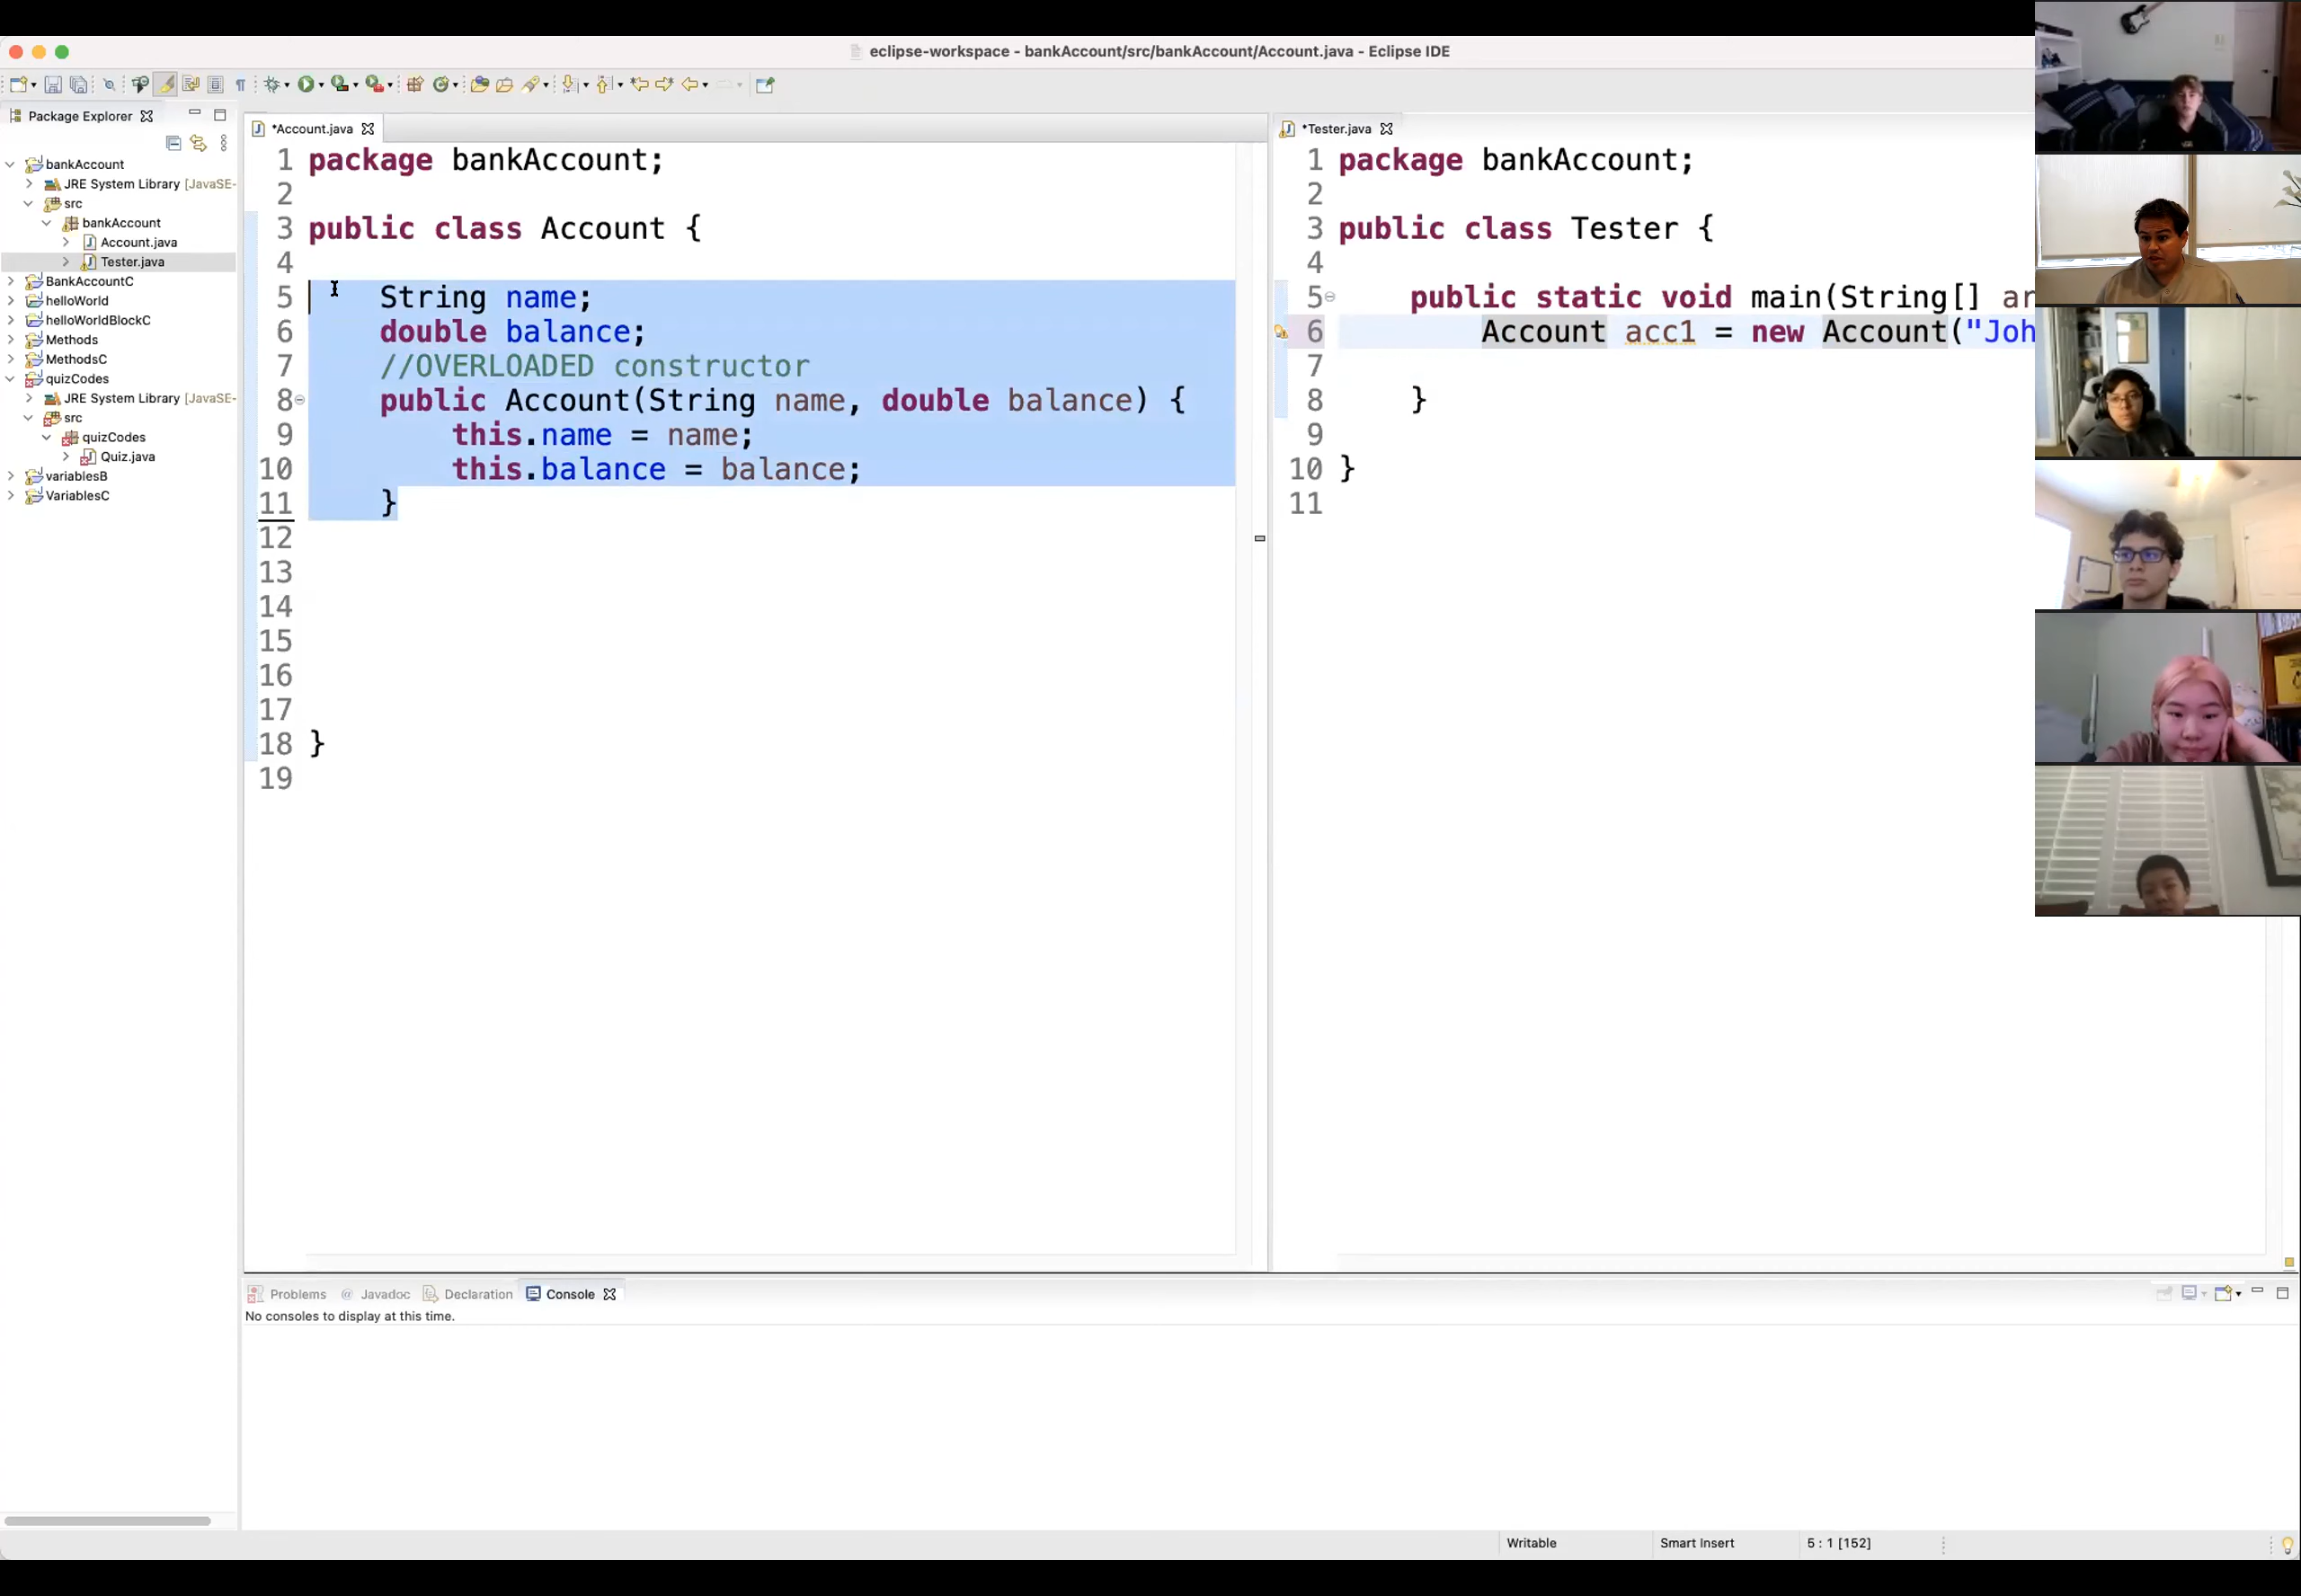 eclipse-workspace - bankAccount/src/bankAccount/Account.java - Eclipse IDE
Package Explorer
bankAccount
JRE System Library [JavaSE-
src
bankAccount
Account.java
Tester.java
BankAccountC
helloWorld
helloWorldBlockC
Methods
MethodsC
quizCodes
JRE System Library [JavaSE-
src
quizCodes
Quiz.java
variablesB
VariablesC
*Account.java
1 package bankAccount;
2
3 public class Account {
4
5 String name;
6 double balance;
7 //OVERLOADED constructor
8 public Account(String name, double balance) {
9 this.name = name;
10 this.balance = balance;
11 }
12
13
14
15
16
17
18 }
19
*Tester.java
1 package bankAccount;
2
3 public class Tester {
4
5 public static void main(String[] ar
6 Account acc1 = new Account("Joh
7
8 }
9
10 }
11
Problems @ Javadoc Declaration Console
No consoles to display at this time.
Writable Smart Insert 5 : 1 [152]